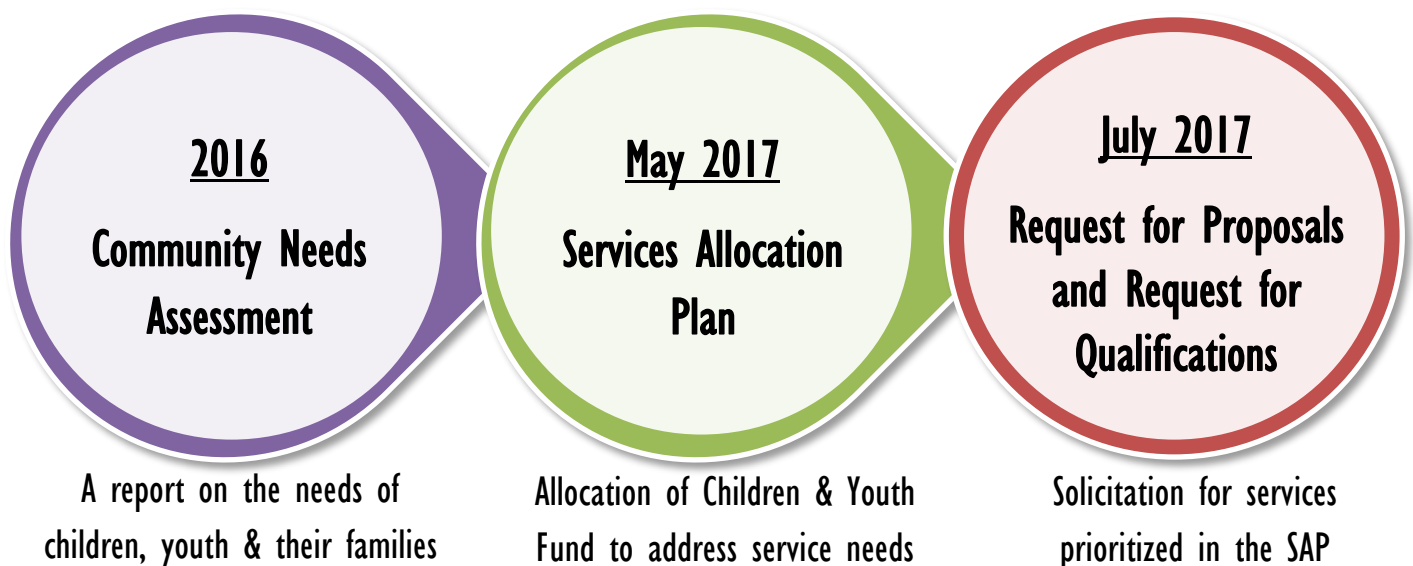 2016
Community Needs
Assessment
A report on the needs of
children, youth & their families
May 2017
Services Allocation
Plan
Allocation of Children & Youth
Fund to address service needs
July 2017
Request for Proposals
and Request for
Qualifications
Solicitation for services
prioritized in the SAP